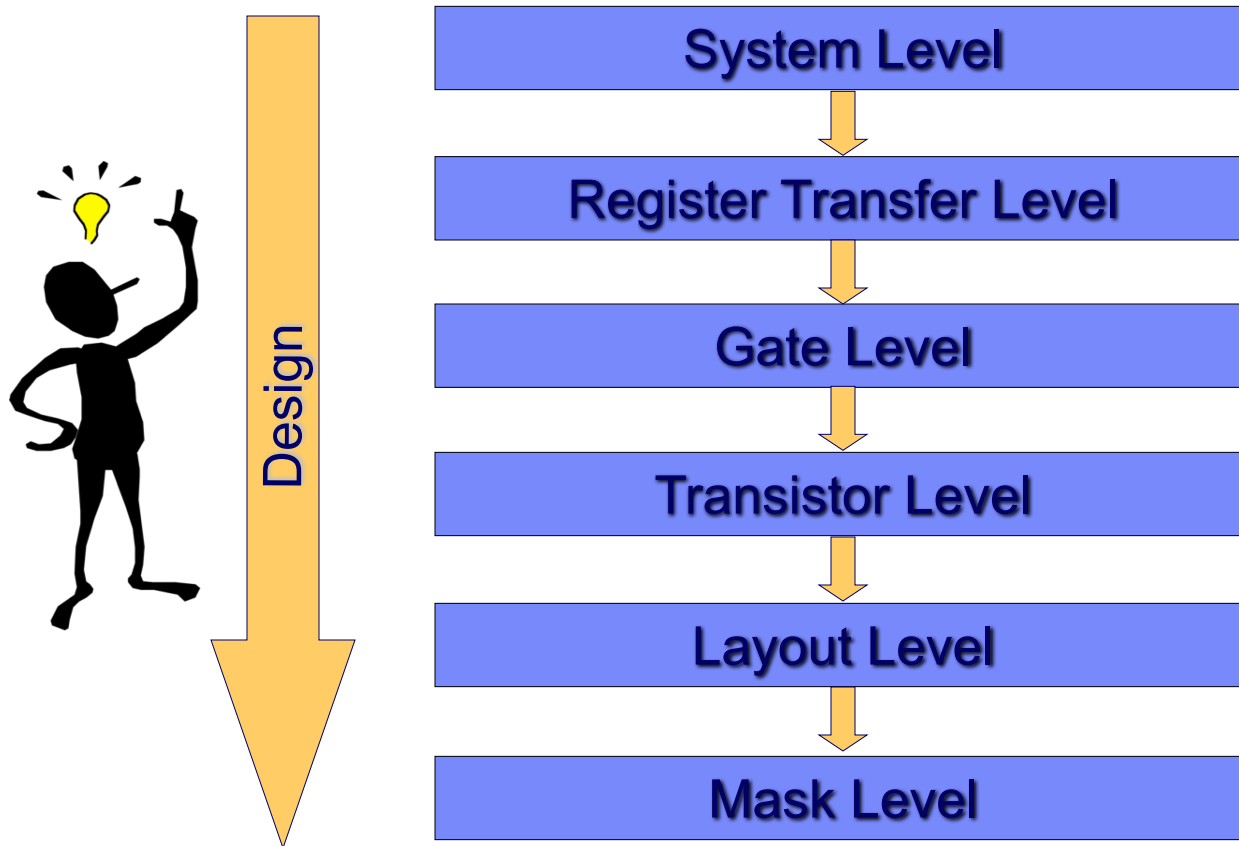 System Level
Register Transfer Level
Gate Level
Design
Transistor Level
Layout Level
Mask Level